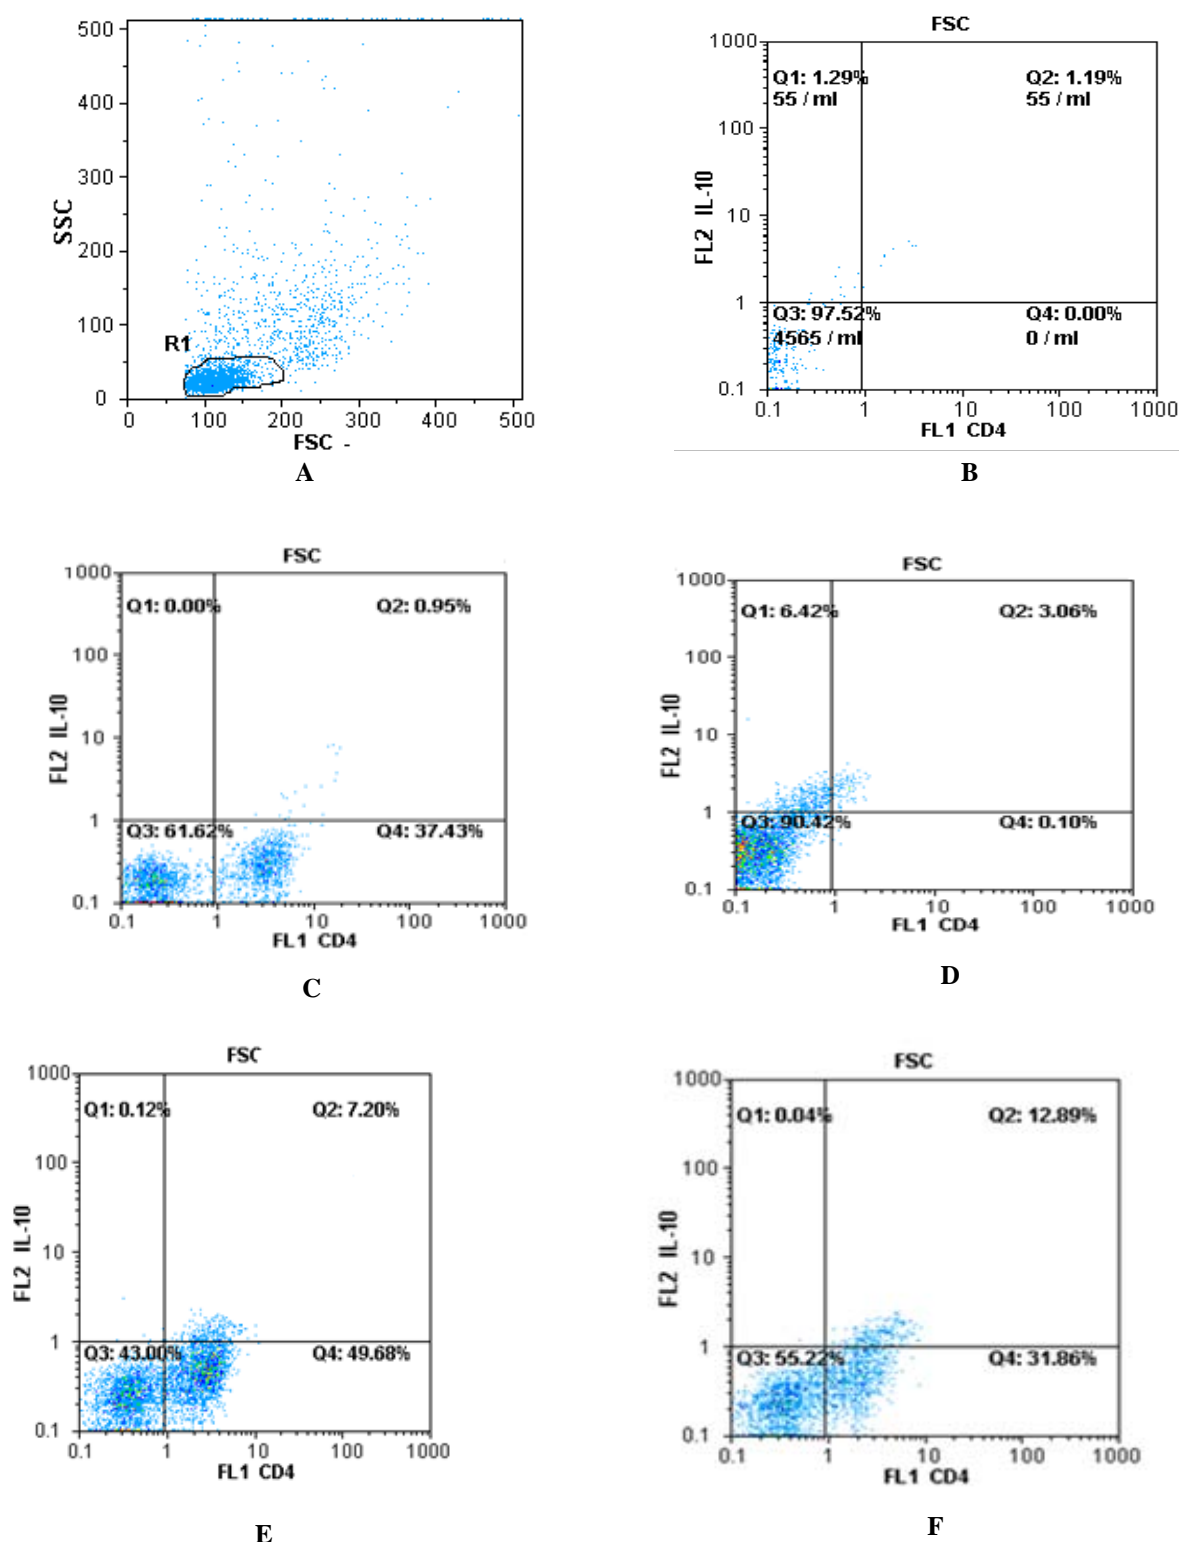 500
400
300
200
100
0
SSC
R1
0 100 200 300 400 500
FSC -
A
FSC
1000
100
10
1
0.1
FL2 IL-10
Q1: 1.29%
55 / ml
Q2: 1.19%
55 / ml
Q3: 97.52%
4565 / ml
Q4: 0.00%
0 / ml
0.1 1 10 100 1000
FL1 CD4
B
FSC
1000
100
10
1
0.1
FL2 IL-10
Q1: 0.00%
Q2: 0.95%
Q3: 61.62%
Q4: 37.43%
0.1 1 10 100 1000
FL1 CD4
C
FSC
1000
100
10
1
0.1
FL2 IL-10
Q1: 6.42%
Q2: 3.06%
Q3: 90.42%
Q4: 0.10%
0.1 1 10 100 1000
FL1 CD4
D
FSC
1000
100
10
1
0.1
FL2 IL-10
Q1: 0.12%
Q2: 7.20%
Q3: 43.00%
Q4: 49.68%
0.1 1 10 100 1000
FL1 CD4
E
FSC
1000
100
10
1
0.1
FL2 IL-10
Q1: 0.04%
Q2: 12.89%
Q3: 55.22%
Q4: 31.86%
0.1 1 10 100 1000
FL1 CD4
F